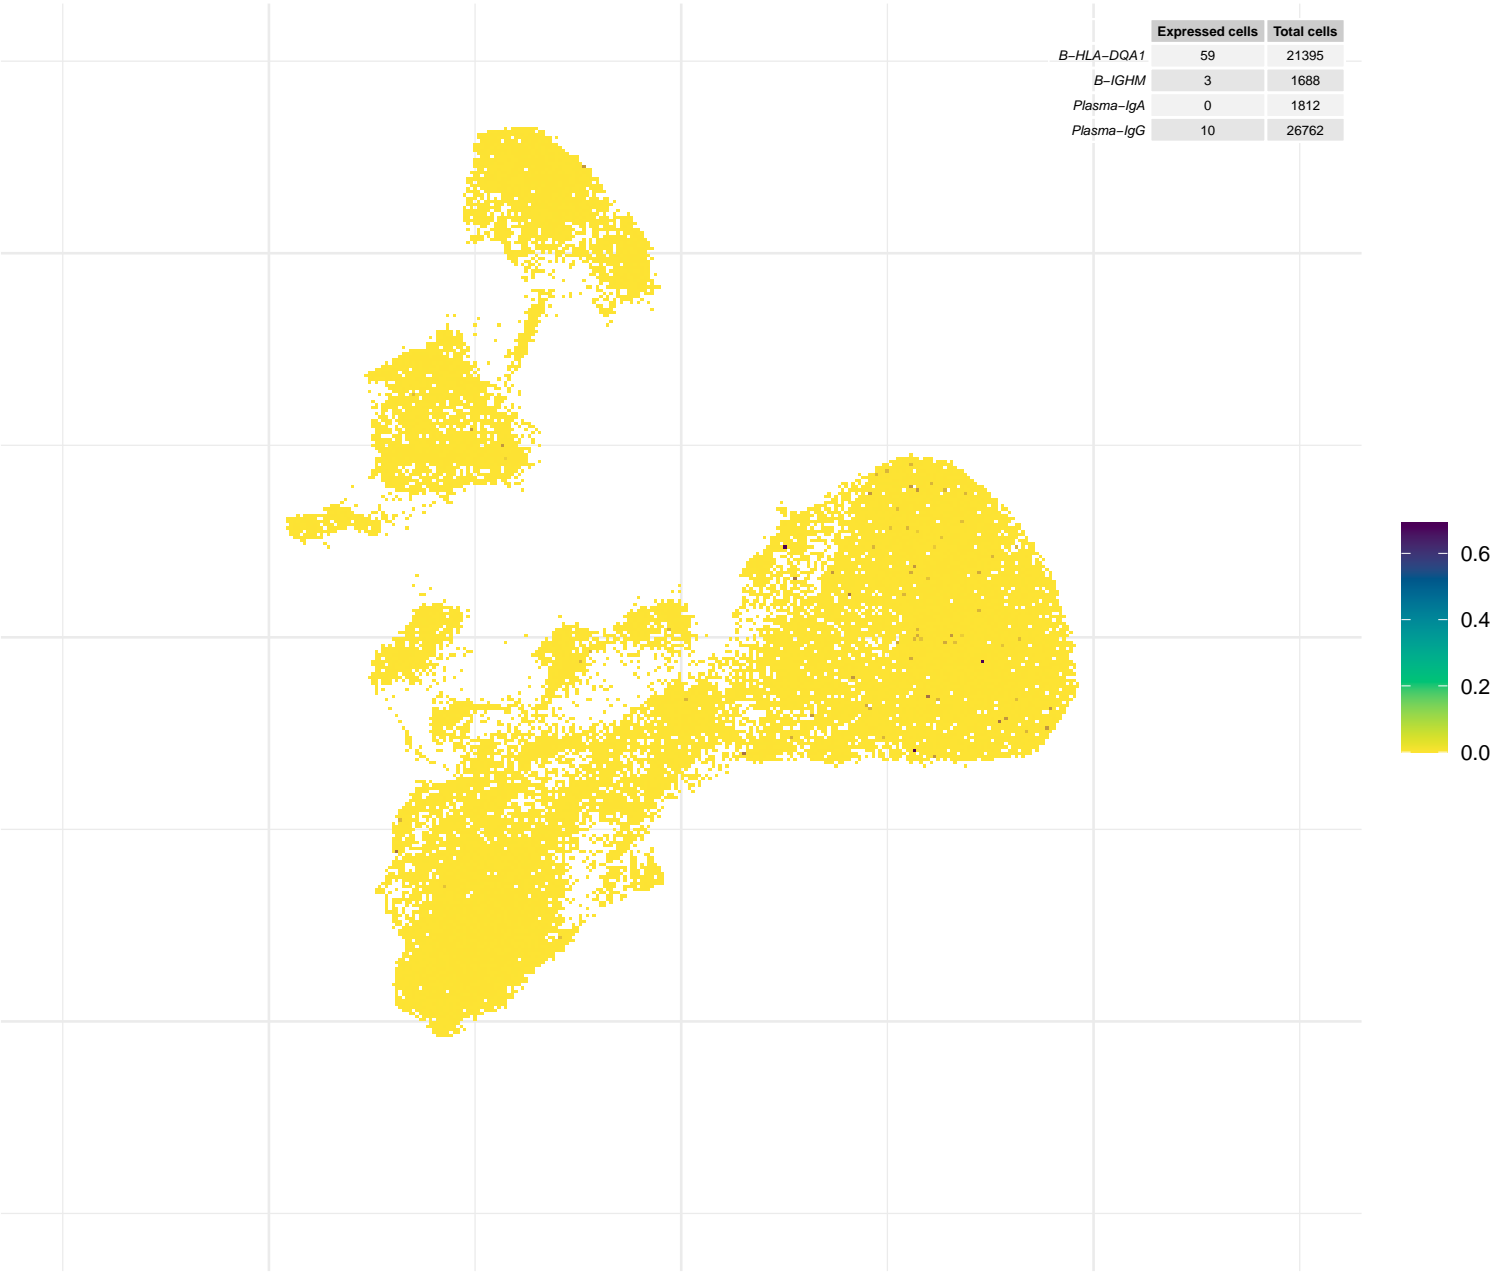 Expressed cells Total cells
B−HLA−DQA1 59 21395
B−IGHM 3 1688
Plasma−IgA 0 1812
Plasma−IgG 10 26762
0.6
0.4
0.2
0.0